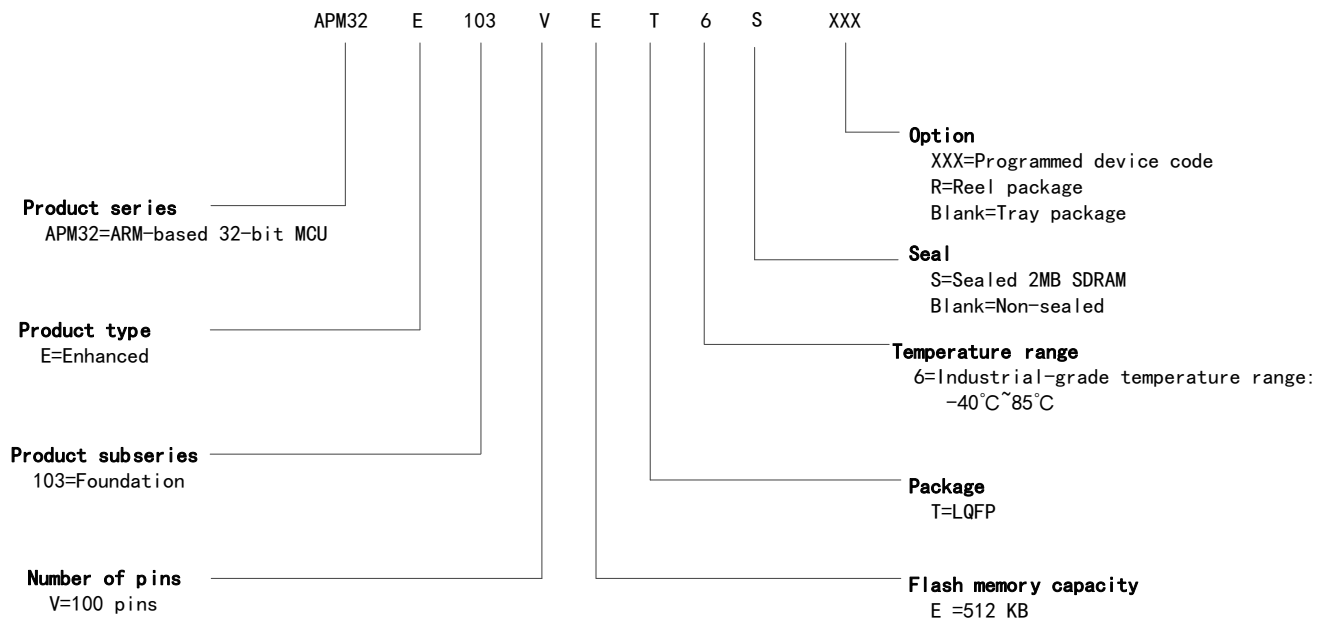 APM32 E 103 V E T 6 S XXX
Option
XXX=Programmed device code
R=Reel package
Blank=Tray package
Product series
APM32=ARM-based 32-bit MCU
Seal
S=Sealed 2MB SDRAM
Blank=Non-sealed
Product type
E=Enhanced
Temperature range
6=Industrial-grade temperature range:
-40℃~85℃
Product subseries
103=Foundation
Package
T=LQFP
Number of pins
V=100 pins
Flash memory capacity
E =512 KB